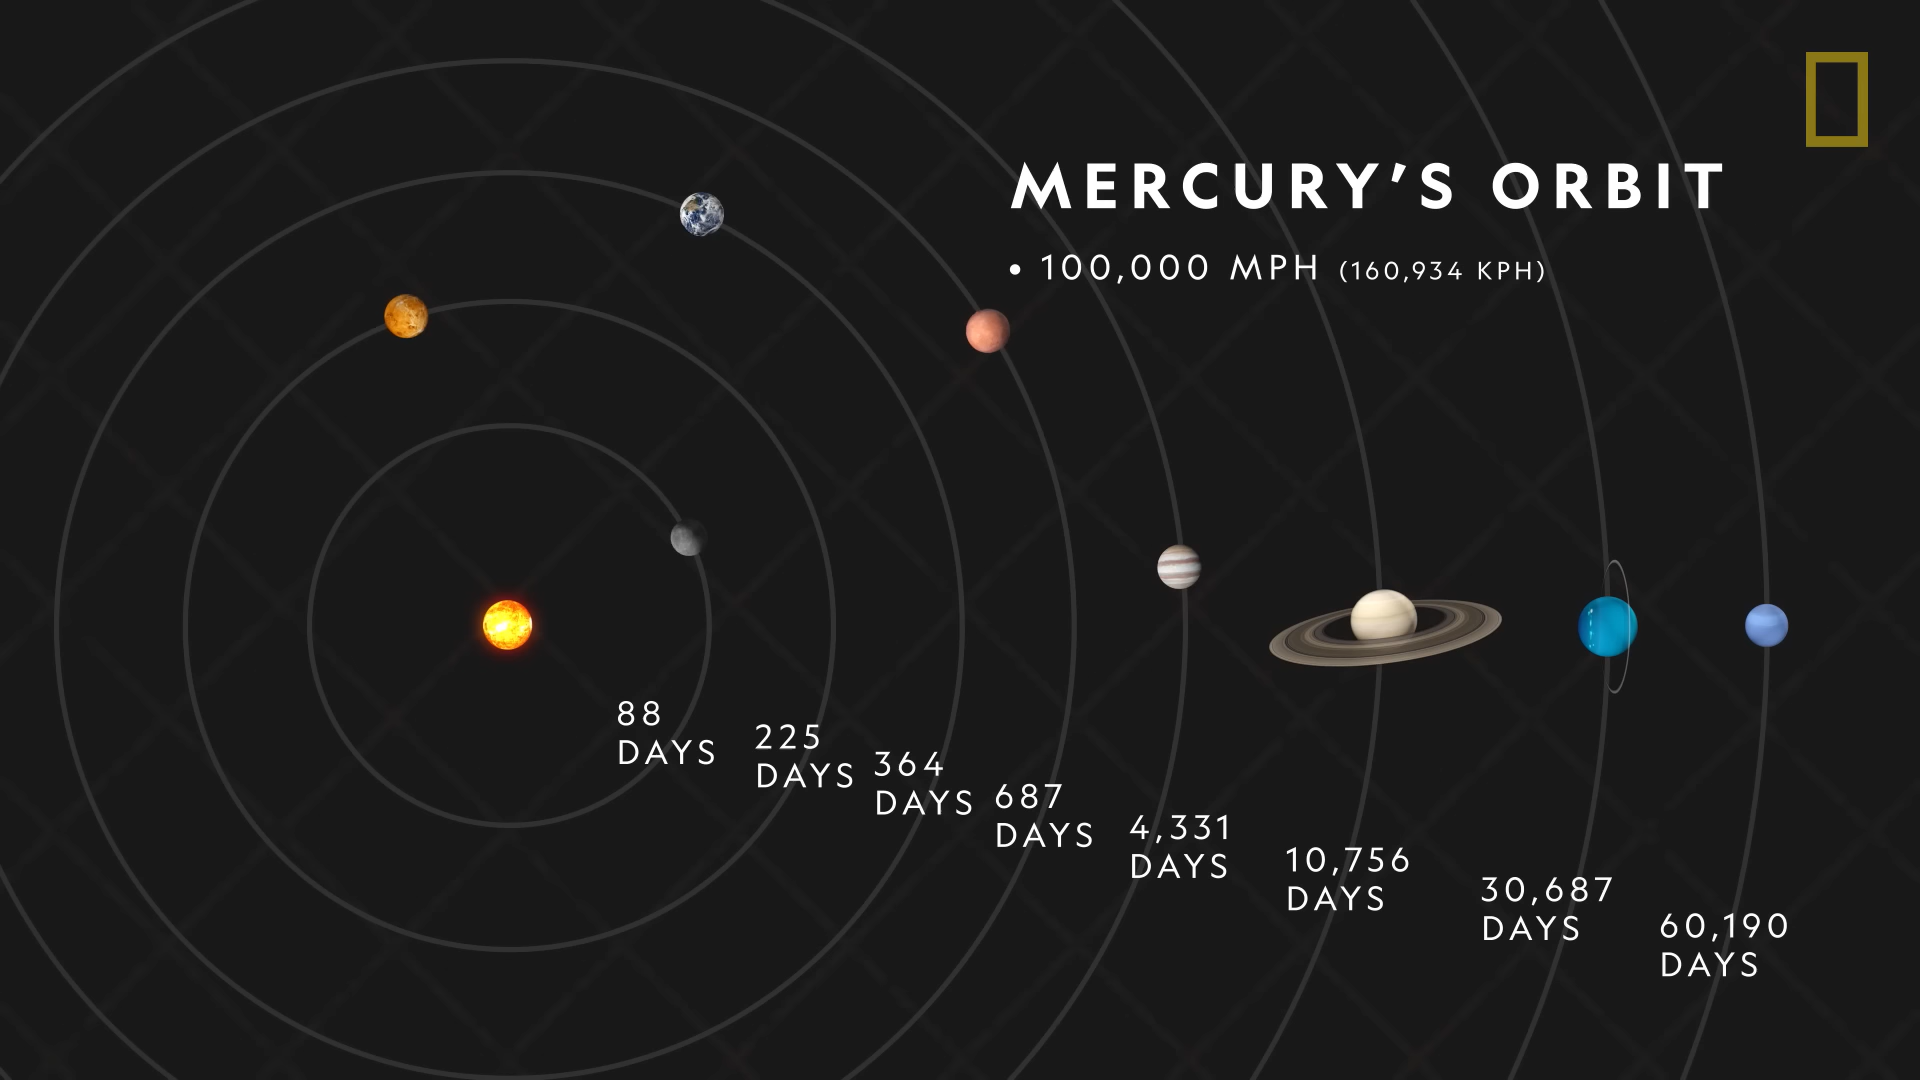 MERCURY’S ORBIT
• 100,000 MPH (160,934 KPH)
88
DAYS
225
DAYS
364
DAYS
687
DAYS
4,331
DAYS
10,756
DAYS
30,687
DAYS
60,190
DAYS